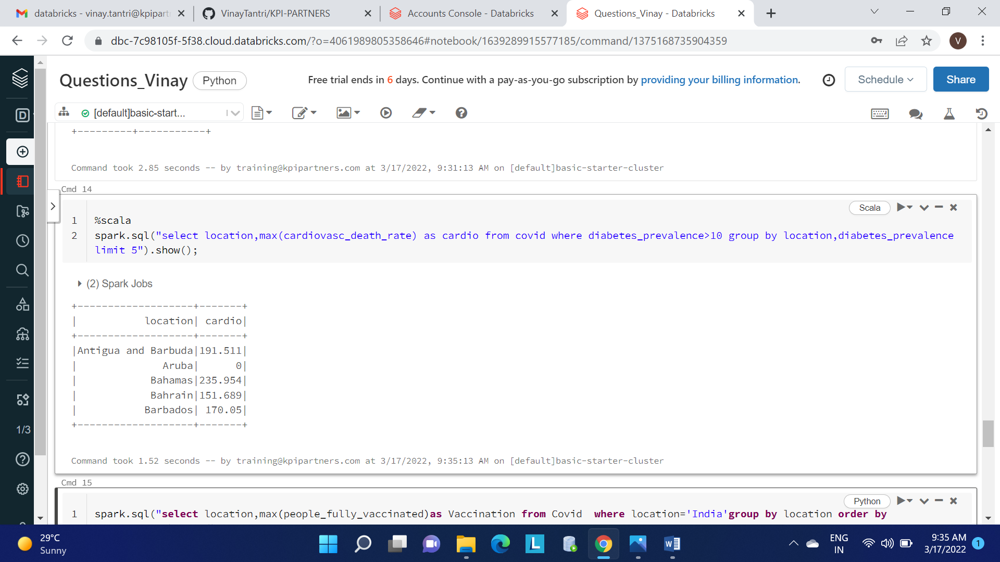 databricks - vinay.tantri@kpipart
VinayTantri/KPI-PARTNERS
Accounts Console - Databricks
Questions_Vinay - Databricks
dbc-7c98105f-5f38.cloud.databricks.com/?o=4061989805358646#notebook/1639289915577185/command/1375168735904359
V
Questions_Vinay
Python
Free trial ends in 6 days. Continue with a pay-as-you-go subscription by providing your billing information.
Schedule
Share
D
[default]basic-start...
+---------+-----------+
Command took 2.85 seconds -- by training@kpipartners.com at 3/17/2022, 9:31:13 AM on [default]basic-starter-cluster
Cmd 14
Scala
1 %scala
2 spark.sql("select location,max(cardiovasc_death_rate) as cardio from covid where diabetes_prevalence>10 group by location,diabetes_prevalence
limit 5").show();
(2) Spark Jobs
+-------------------+-------+
|           location| cardio|
+-------------------+-------+
|Antigua and Barbuda|191.511|
|              Aruba|      0|
|            Bahamas|235.954|
|            Bahrain|151.689|
|           Barbados| 170.05|
+-------------------+-------+
1/3
Command took 1.52 seconds -- by training@kpipartners.com at 3/17/2022, 9:35:13 AM on [default]basic-starter-cluster
Cmd 15
Python
1 spark.sql("select location,max(people_fully_vaccinated)as Vaccination from Covid  where location='India'group by location order by
29°C
Sunny
L
W
ENG
IN
9:35 AM
3/17/2022
1